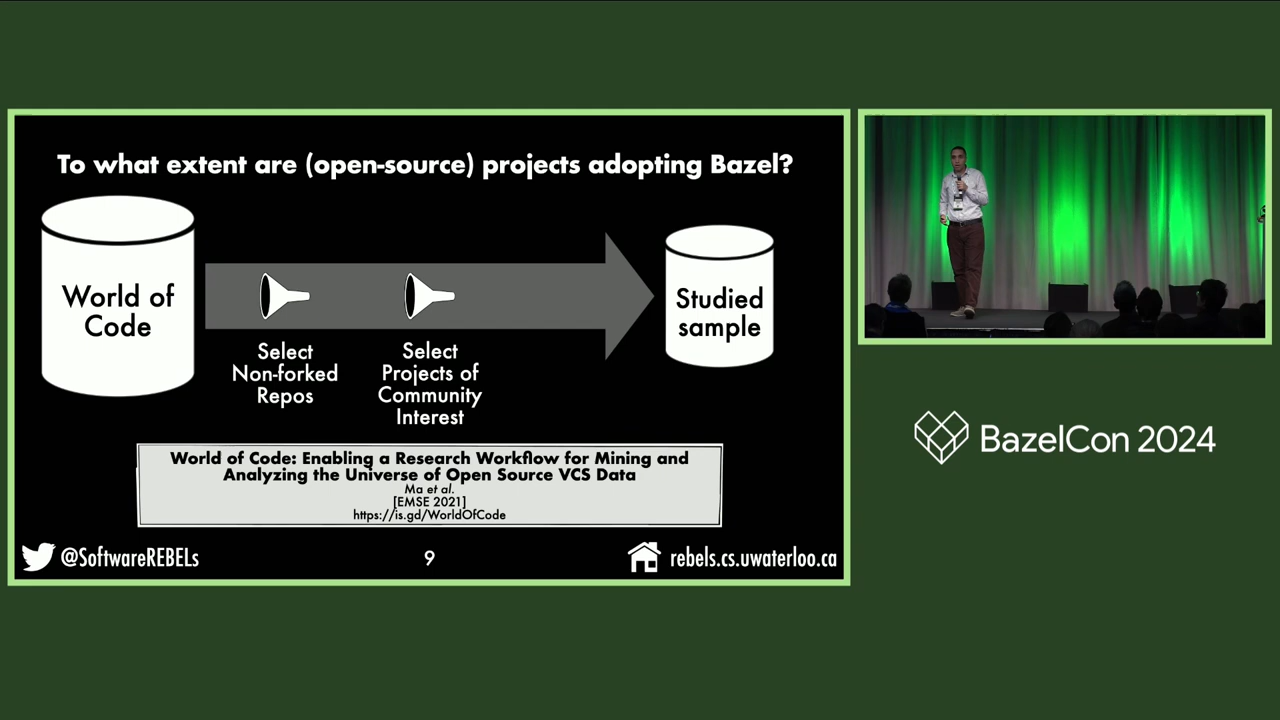 To what extent are (open-source) projects adopting Bazel?
World of
Code
Select
Non-forked
Repos
Select
Projects of
Community
Interest
Studied
sample
World of Code: Enabling a Research Workflow for Mining and
Analyzing the Universe of Open Source VCS Data
Ma et al.
[EMSE 2021]
https://is.gd/WorldOfCode
@SoftwareREBELs
9
rebels.cs.uwaterloo.ca
BazelCon 2024